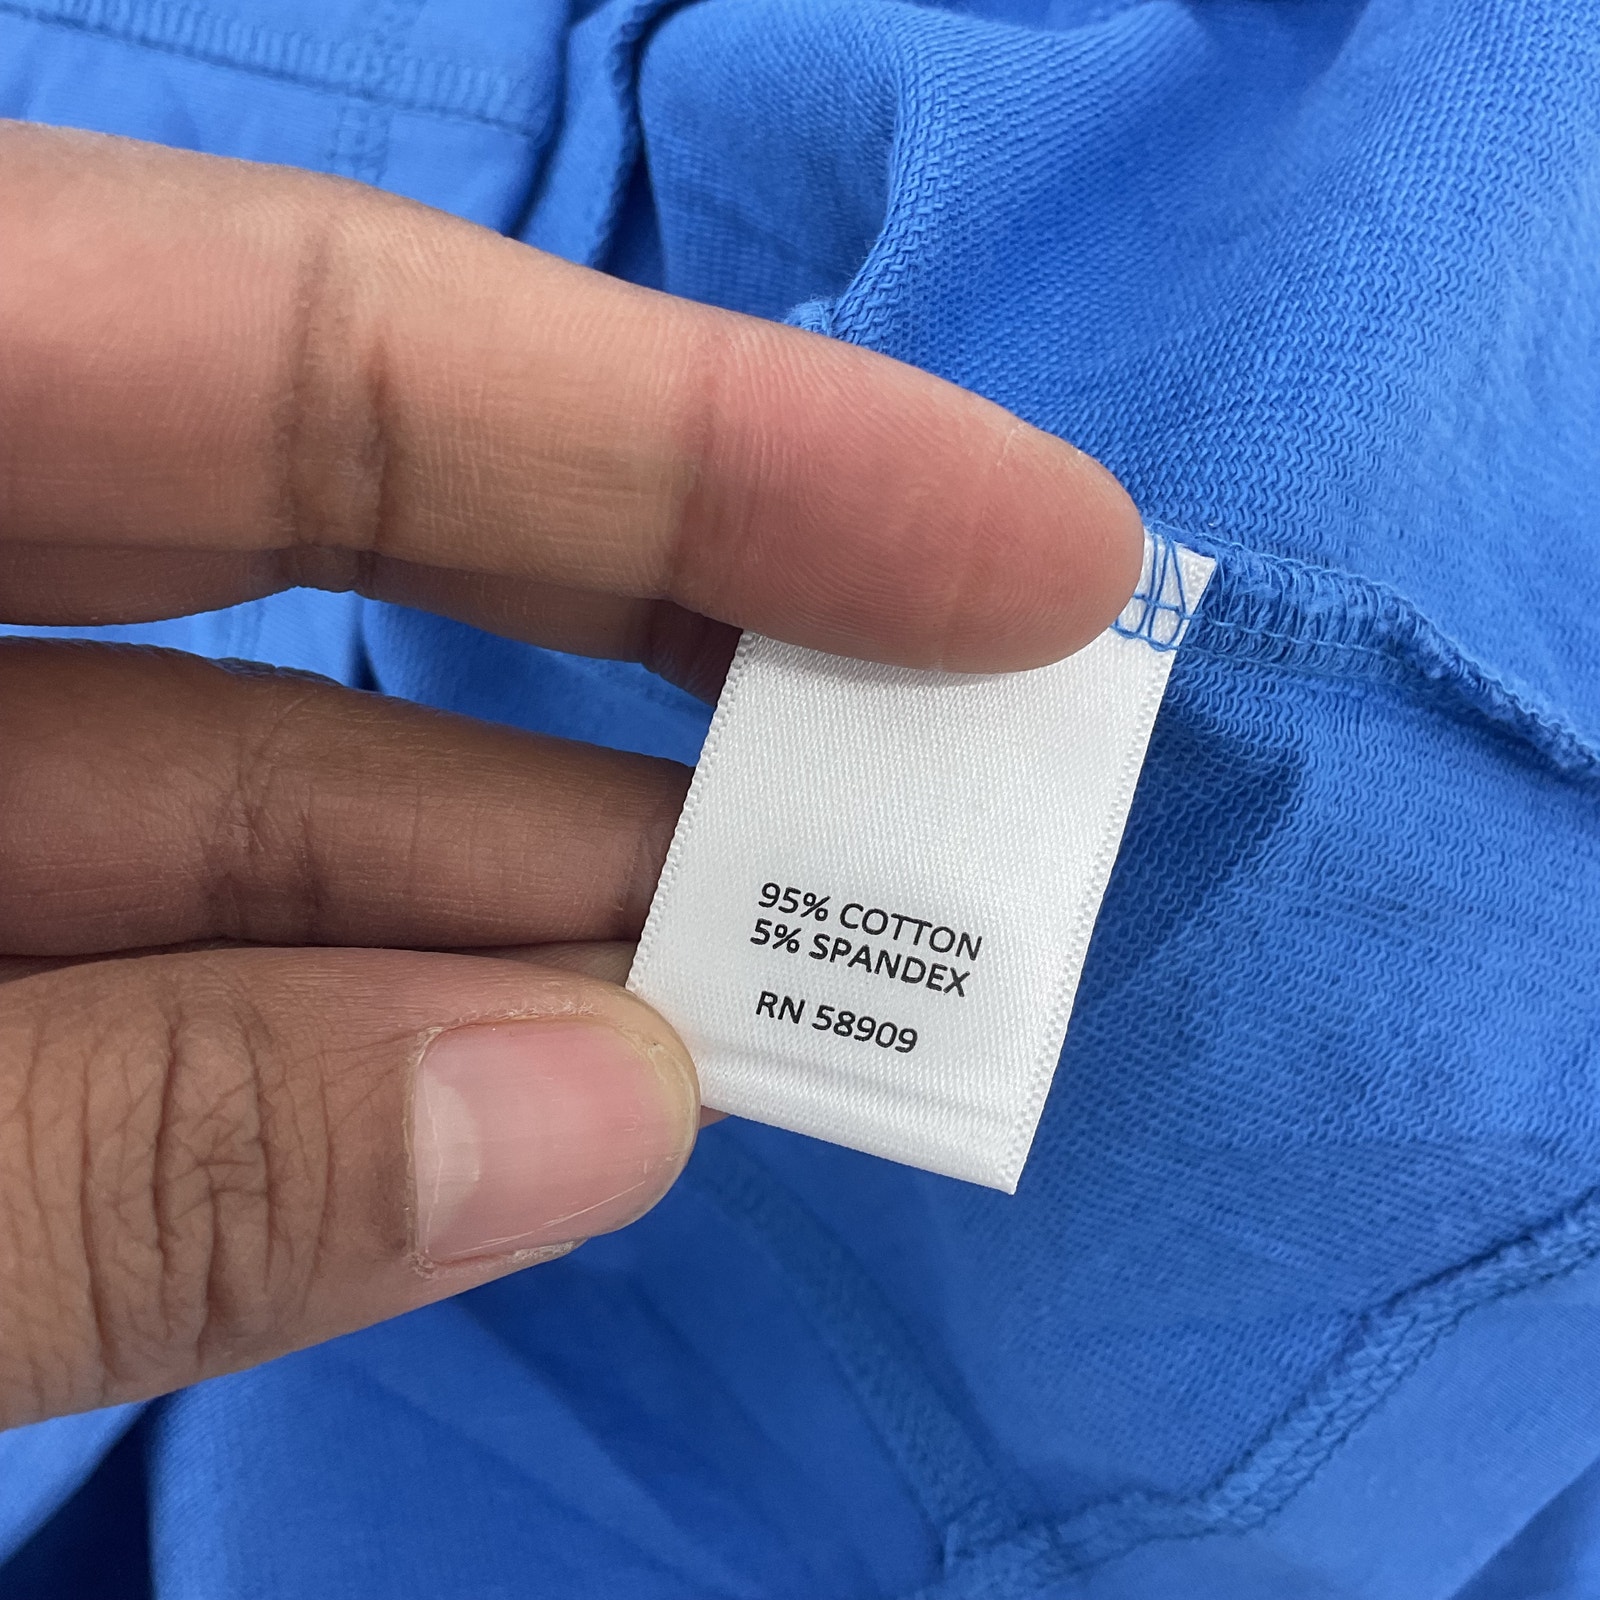 95% COTTON
5% SPANDEX
RN 58909